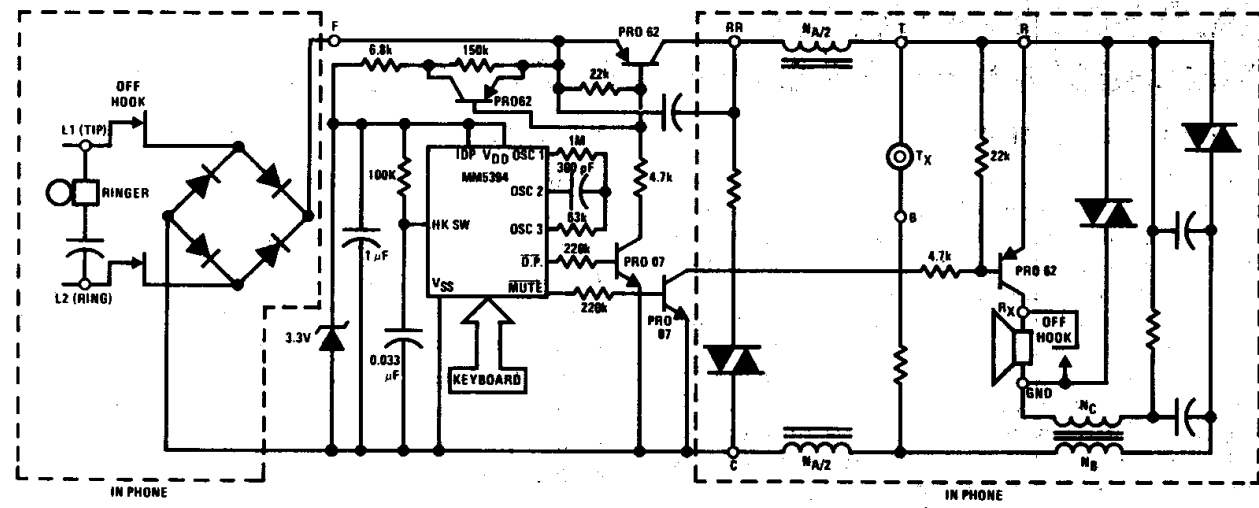 F
PRO 62
RR
N A/2
T
R
6.8k
150k
OFF
HOOK
22k
PRO62
L1 (TIP)
IDP
VDD
OSC 1
1M
MM5394
300 pF
TX
22k
RINGER
100K
OSC 2
4.7k
B
HK SW
OSC 3
63k
1 μF
D.P.
220k
PRO 07
4.7k
PRO 62
VSS
MUTE
L2 (RING)
220k
PRO
07
RX
OFF
HOOK
3.3V
0.033
μF
KEYBOARD
GND
NC
C
N A/2
NB
IN PHONE
IN PHONE